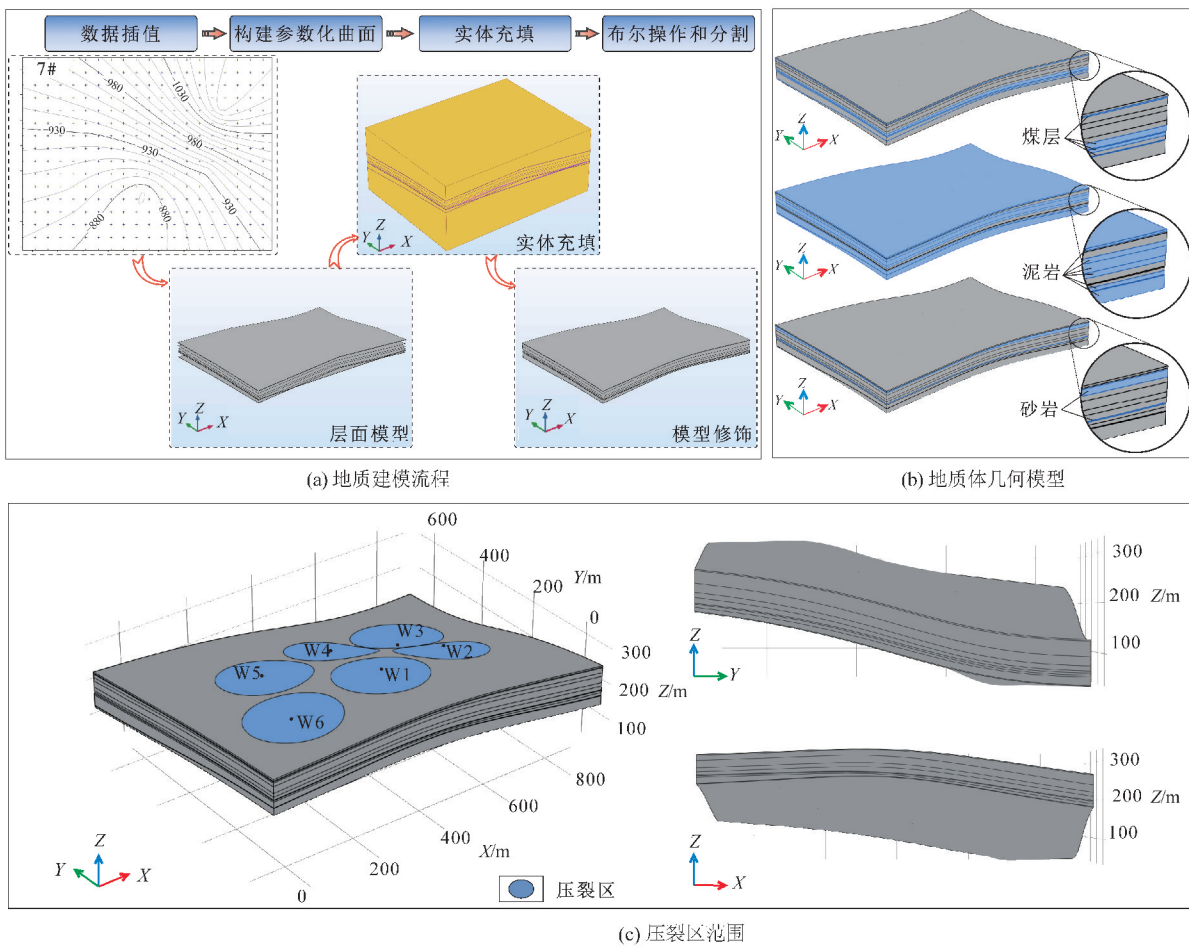 数据插值
构建参数化曲面
实体充填
布尔操作和分割
7#
980
1030
930
980
930
880
880
930
Z
Y
X
实体充填
Z
Y
X
层面模型
Z
Y
X
模型修饰
Z
Y
X
煤层
Z
Y
X
泥岩
Z
Y
X
砂岩
(a) 地质建模流程
(b) 地质体几何模型
600
400
Y/m
200
0
W3
W4
W2
W5
W1
W6
300
200
Z/m
100
800
600
400
X/m
200
0
Z
Y
X
压裂区
300
200
Z/m
100
Z
Y
300
200
Z/m
100
Z
X
(c) 压裂区范围